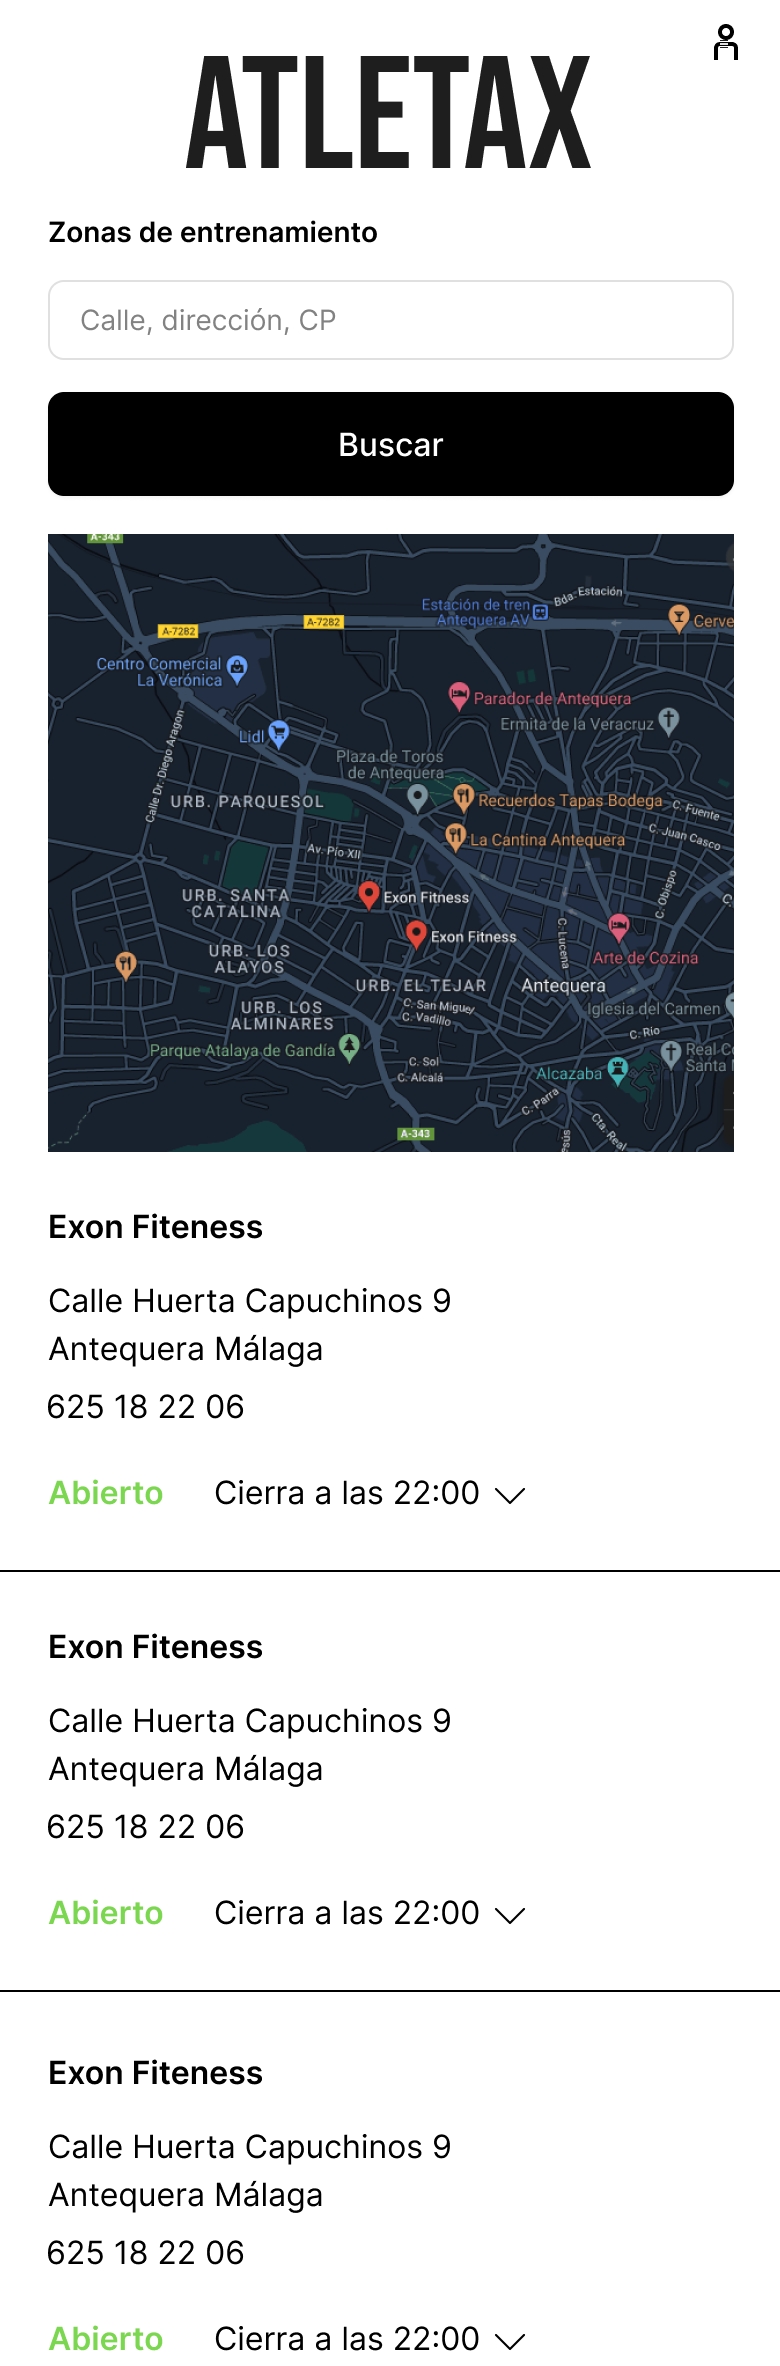 ATLETAX
Zonas de entrenamiento
Calle, dirección, CP
Buscar
A-343
Estación de tren
Antequera AV
Bda. Estación
A-7282
A-7282
Cerve
Centro Comercial
La Verónica
Parador de Antequera
Ermita de la Veracruz
Lidl
Calle Dr. Diego Aragon
Plaza de Toros
de Antequera
URB. PARQUESOL
Recuerdos Tapas Bodega
C. Fuente
C. Juan Casco
La Cantina Antequera
Av. Pío XII
URB. SANTA
CATALINA
Exon Fitness
C. Obispo
C.
Exon Fitness
C. Lucena
URB. LOS
ALAYOS
Arte de Cozina
URB. EL TEJAR
Antequera
URB. LOS
ALMINARES
C. San Miguel
C. Vadillo
Iglesia del Carmen
C. Río
Parque Atalaya de Gandía
Real C
Santa
C. Sol
C. Alcalá
Alcazaba
C. Parra
Cta. Real
esús
A-343
Exon Fiteness
Calle Huerta Capuchinos 9
Antequera Málaga
625 18 22 06
Abierto Cierra a las 22:00
Exon Fiteness
Calle Huerta Capuchinos 9
Antequera Málaga
625 18 22 06
Abierto Cierra a las 22:00
Exon Fiteness
Calle Huerta Capuchinos 9
Antequera Málaga
625 18 22 06
Abierto Cierra a las 22:00